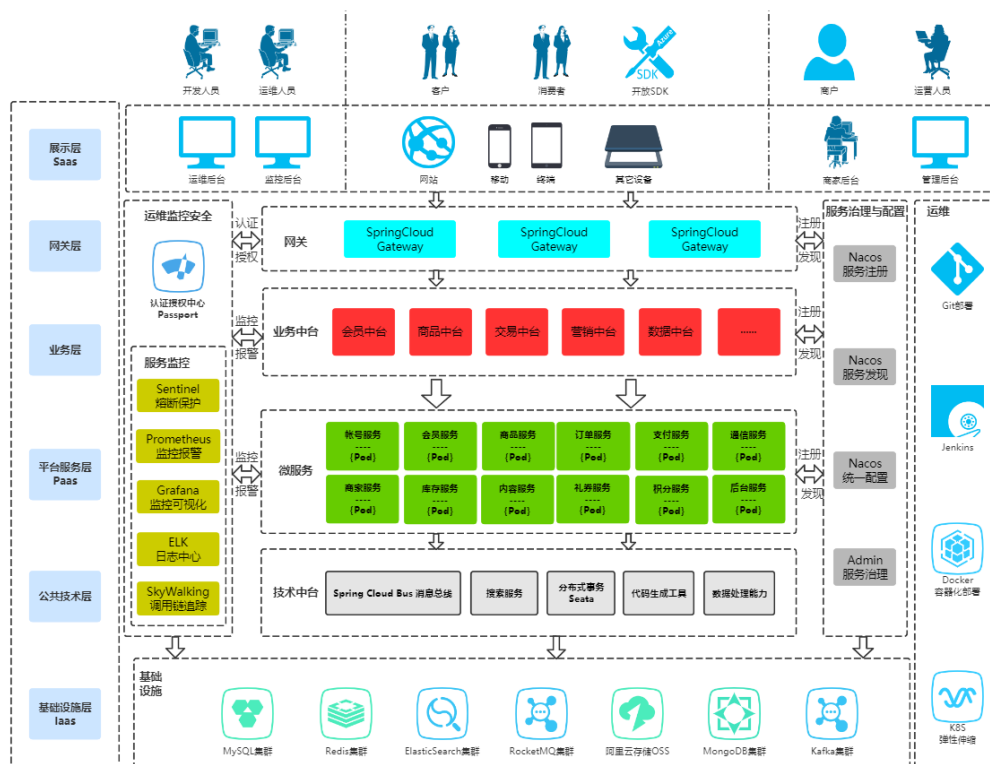 开发人员
运维人员
客户
消费者
Azure
SDK
开放SDK
商户
运营人员
展示层
Saas
运维后台
监控后台
网站
移动
终端
其它设备
商家后台
管理后台
网关层
运维监控安全
认证授权中心
Passport
认证
授权
网关
SpringCloud
Gateway
SpringCloud
Gateway
SpringCloud
Gateway
注册
发现
服务治理与配置
Nacos
服务注册
运维
Git部署
业务层
监控
报警
业务中台
会员中台
商品中台
交易中台
营销中台
数据中台
......
注册
发现
Nacos
服务发现
服务监控
Sentinel
熔断保护
Prometheus
监控报警
Grafana
监控可视化
ELK
日志中心
SkyWalking
调用链追踪
Jenkins
平台服务层
Paas
监控
报警
微服务
帐号服务
----
{Pod}
会员服务
----
{Pod}
商品服务
----
{Pod}
订单服务
----
{Pod}
支付服务
----
{Pod}
通信服务
----
{Pod}
商家服务
----
{Pod}
库存服务
----
{Pod}
内容服务
----
{Pod}
礼券服务
----
{Pod}
积分服务
----
{Pod}
后台服务
----
{Pod}
注册
发现
Nacos
统一配置
公共技术层
技术中台
Spring Cloud Bus 消息总线
搜索服务
分布式事务
Seata
代码生成工具
数据处理能力
Admin
服务治理
Docker
容器化部署
基础设施层
Iaas
基础
设施
MySQL集群
Redis集群
ElasticSearch集群
RocketMQ集群
阿里云存储OSS
MongoDB集群
Kafka集群
K8S
弹性伸缩